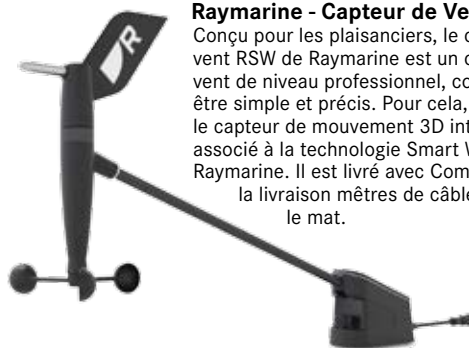 Raymarine - Capteur de Ve
Conçu pour les plaisanciers, le
vent RSW de Raymarine est un
vent de niveau professionnel, co
être simple et précis. Pour cela,
le capteur de mouvement 3D int
associé à la technologie Smart W
Raymarine. Il est livré avec Com
la livraison mètres de câble
le mat.
R